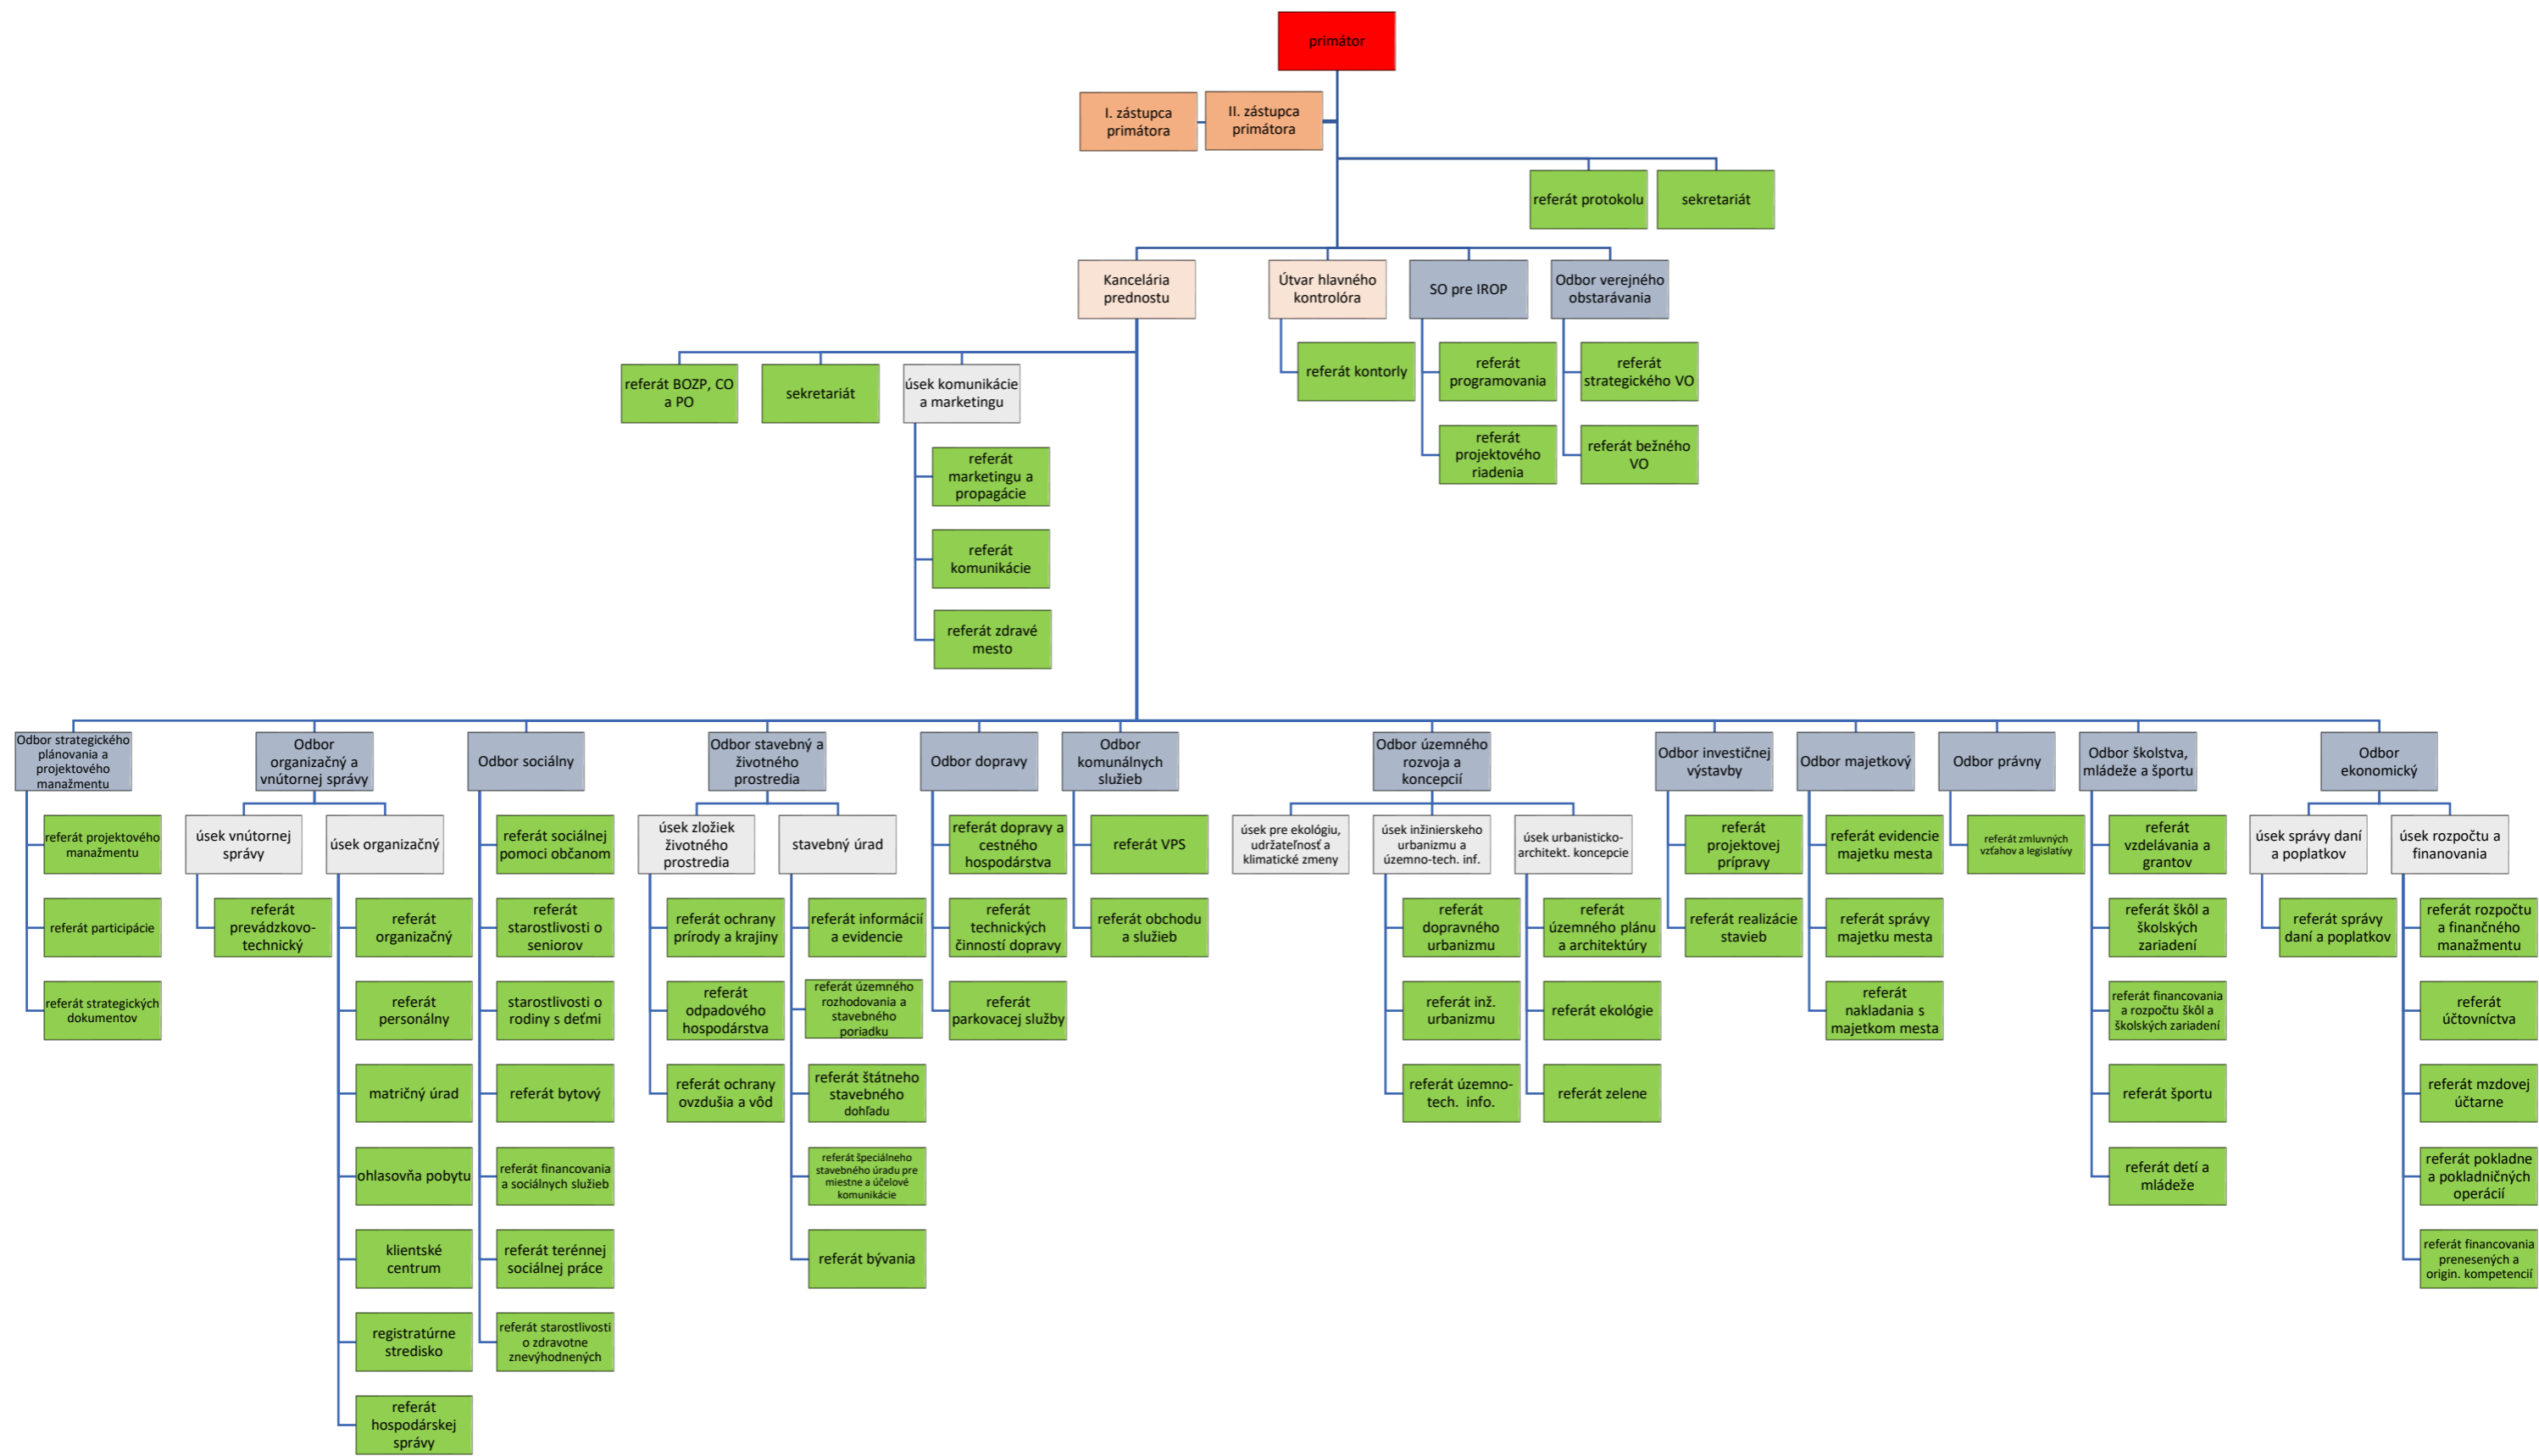 primátor
I. zástupca
primátora
II. zástupca
primátora
referát protokolu
sekretariát
Kancelária
prednostu
Útvar hlavného
kontrolóra
SO pre IROP
Odbor verejného
obstarávania
referát kontorly
referát
programovania
referát
strategického VO
referát BOZP, CO
a PO
sekretariát
úsek komunikácie
a marketingu
referát
projektového
riadenia
referát bežného
VO
referát
marketingu a
propagácie
referát
komunikácie
referát zdravé
mesto
Odbor strategického
plánovania a
projektového
manažmentu
referát projektového
manažmentu
referát participácie
referát strategických
dokumentov
Odbor
organizačný a
vnútornej správy
úsek vnútornej
správy
referát
prevádzkovo-
technický
úsek organizačný
referát
organizačný
referát
personálny
matričný úrad
ohlasovňa pobytu
klientské
centrum
registratúrne
stredisko
referát
hospodárskej
správy
Odbor sociálny
referát sociálnej
pomoci občanom
referát
starostlivosti o
seniorov
starostlivosti o
rodiny s deťmi
referát bytový
referát financovania
a sociálnych služieb
referát terénnej
sociálnej práce
referát starostlivosti
o zdravotne
znevýhodnených
Odbor stavebný a
životného
prostredia
úsek zložiek
životného
prostredia
referát ochrany
prírody a krajiny
referát
odpadového
hospodárstva
referát ochrany
ovzdušia a vôd
stavebný úrad
referát informácií
a evidencie
referát územného
rozhodovania a
stavebného
poriadku
referát štátneho
stavebného
dohľadu
referát špeciálneho
stavebného úradu pre
miestne a účelové
komunikácie
referát bývania
Odbor dopravy
referát dopravy a
cestného
hospodárstva
referát
technických
činností dopravy
referát
parkovacej služby
Odbor
komunálnych
služieb
referát VPS
referát obchodu
a služieb
Odbor územného
rozvoja a
koncepcií
úsek pre ekológiu,
udržateľnosť a
klimatické zmeny
úsek inžinierskeho
urbanizmu a
územno-tech. inf.
referát
dopravného
urbanizmu
referát inž.
urbanizmu
referát územno-
tech. info.
úsek urbanisticko-
architekt. koncepcie
referát
územného plánu
a architektúry
referát ekológie
referát zelene
Odbor investičnej
výstavby
referát
projektovej
prípravy
referát realizácie
stavieb
Odbor majetkový
referát evidencie
majetku mesta
referát správy
majetku mesta
referát
nakladania s
majetkom mesta
Odbor právny
referát zmluvných
vzťahov a legislatívy
Odbor školstva,
mládeže a športu
referát
vzdelávania a
grantov
referát škôl a
školských
zariadení
referát financovania
a rozpočtu škôl a
školských zariadení
referát športu
referát detí a
mládeže
Odbor
ekonomický
úsek správy daní
a poplatkov
referát správy
daní a poplatkov
úsek rozpočtu a
financovania
referát rozpočtu
a finančného
manažmentu
referát
účtovníctva
referát mzdovej
účtarne
referát pokladne
a pokladničných
operácií
referát financovania
prenesených a
origin. kompetencií